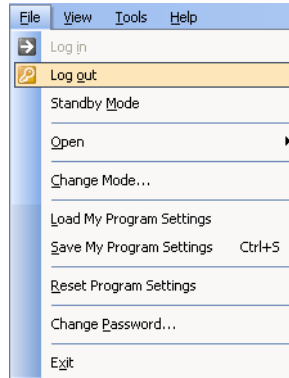 File View Tools Help
Log in
Log out
Standby Mode
Open
Change Mode...
Load My Program Settings
Save My Program Settings Ctrl+S
Reset Program Settings
Change Password...
Exit